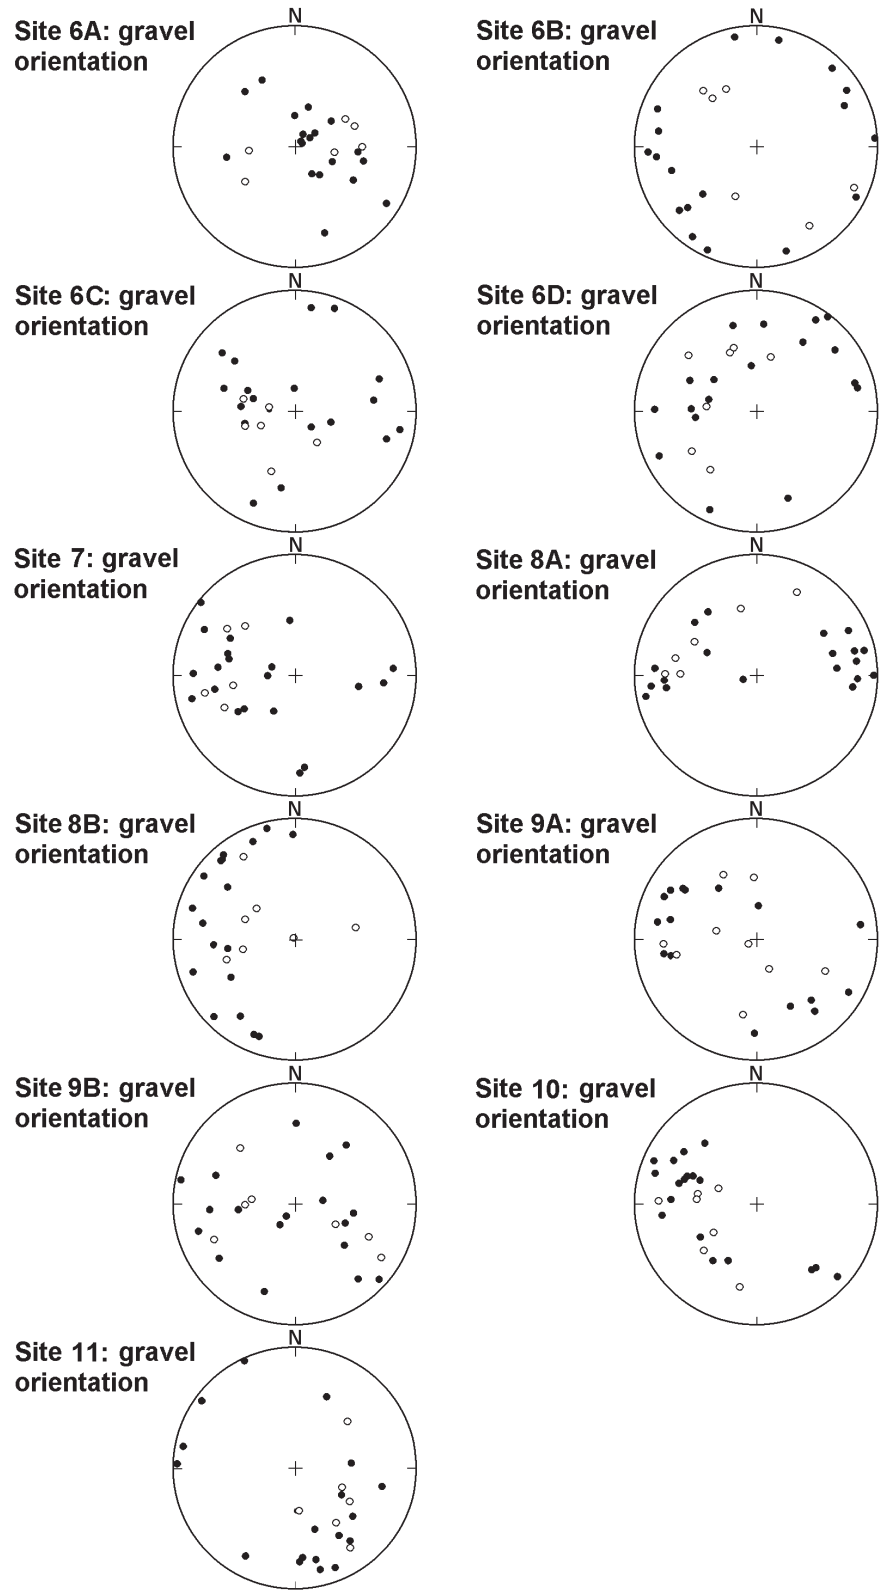 Site 6A: gravel
orientation
N
Site 6B: gravel
orientation
N
Site 6C: gravel
orientation
N
Site 6D: gravel
orientation
N
Site 7: gravel
orientation
N
Site 8A: gravel
orientation
N
Site 8B: gravel
orientation
N
Site 9A: gravel
orientation
N
Site 9B: gravel
orientation
N
Site 10: gravel
orientation
N
Site 11: gravel
orientation
N